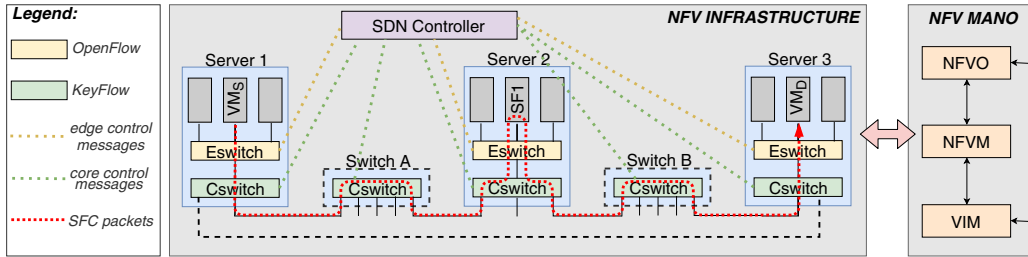 Legend:
OpenFlow
KeyFlow
edge control
messages
core control
messages
SFC packets
NFV INFRASTRUCTURE
SDN Controller
Server 1
Server 2
Server 3
VMS
SF1
VMD
Eswitch
Eswitch
Eswitch
Switch A
Switch B
Cswitch
Cswitch
Cswitch
Cswitch
Cswitch
NFV MANO
NFVO
NFVM
VIM